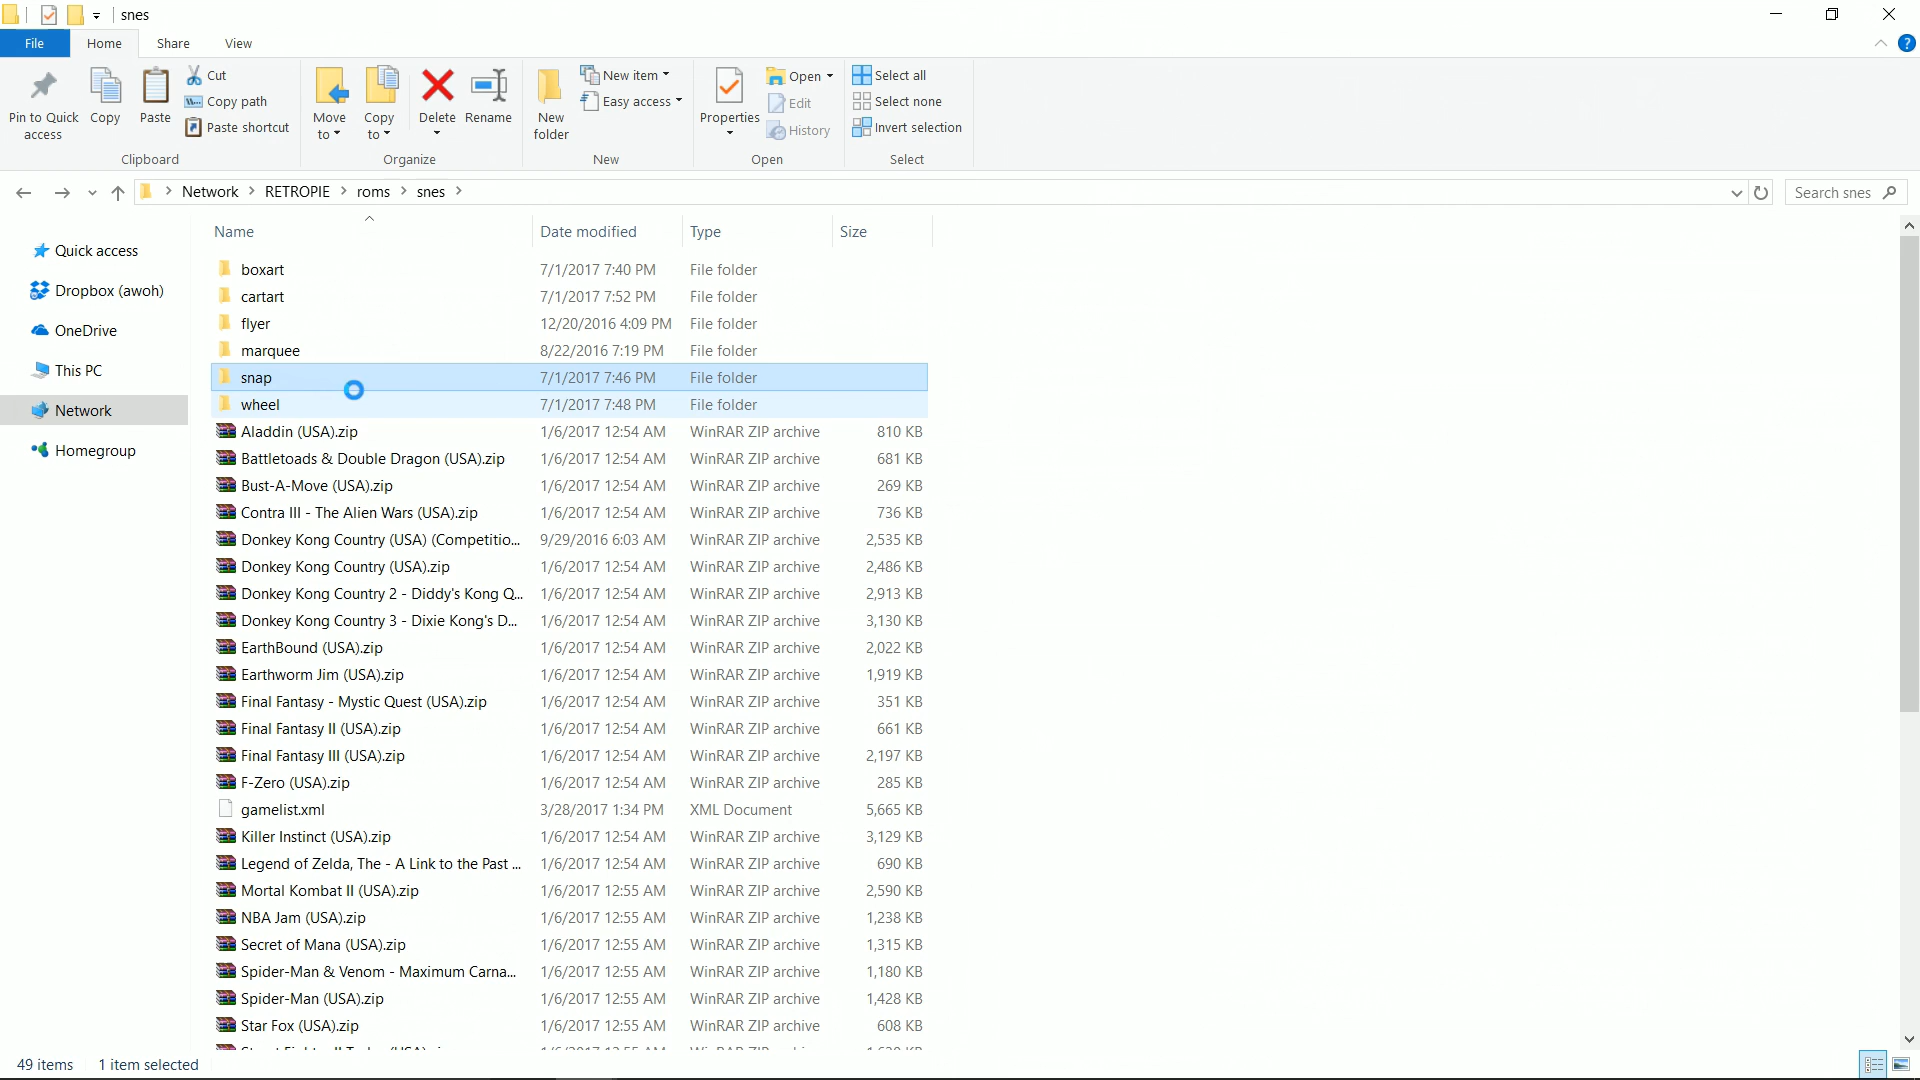 snes
File Home Share View
Pin to Quick access
Copy
Paste
Cut
Copy path
Paste shortcut
Clipboard
Move to
Copy to
Delete
Rename
Organize
New folder
New item
Easy access
New
Properties
Open
Edit
History
Open
Select all
Select none
Invert selection
Select
Network RETROPIE roms snes
Search snes
Quick access
Dropbox (awoh)
OneDrive
This PC
Network
Homegroup
Name Date modified Type Size
boxart 7/1/2017 7:40 PM File folder
cartart 7/1/2017 7:52 PM File folder
flyer 12/20/2016 4:09 PM File folder
marquee 8/22/2016 7:19 PM File folder
snap 7/1/2017 7:46 PM File folder
wheel 7/1/2017 7:48 PM File folder
Aladdin (USA).zip 1/6/2017 12:54 AM WinRAR ZIP archive 810 KB
Battletoads & Double Dragon (USA).zip 1/6/2017 12:54 AM WinRAR ZIP archive 681 KB
Bust-A-Move (USA).zip 1/6/2017 12:54 AM WinRAR ZIP archive 269 KB
Contra III - The Alien Wars (USA).zip 1/6/2017 12:54 AM WinRAR ZIP archive 736 KB
Donkey Kong Country (USA) (Competitio... 9/29/2016 6:03 AM WinRAR ZIP archive 2,535 KB
Donkey Kong Country (USA).zip 1/6/2017 12:54 AM WinRAR ZIP archive 2,486 KB
Donkey Kong Country 2 - Diddy's Kong Q... 1/6/2017 12:54 AM WinRAR ZIP archive 2,913 KB
Donkey Kong Country 3 - Dixie Kong's D... 1/6/2017 12:54 AM WinRAR ZIP archive 3,130 KB
EarthBound (USA).zip 1/6/2017 12:54 AM WinRAR ZIP archive 2,022 KB
Earthworm Jim (USA).zip 1/6/2017 12:54 AM WinRAR ZIP archive 1,919 KB
Final Fantasy - Mystic Quest (USA).zip 1/6/2017 12:54 AM WinRAR ZIP archive 351 KB
Final Fantasy II (USA).zip 1/6/2017 12:54 AM WinRAR ZIP archive 661 KB
Final Fantasy III (USA).zip 1/6/2017 12:54 AM WinRAR ZIP archive 2,197 KB
F-Zero (USA).zip 1/6/2017 12:54 AM WinRAR ZIP archive 285 KB
gamelist.xml 3/28/2017 1:34 PM XML Document 5,665 KB
Killer Instinct (USA).zip 1/6/2017 12:54 AM WinRAR ZIP archive 3,129 KB
Legend of Zelda, The - A Link to the Past ... 1/6/2017 12:54 AM WinRAR ZIP archive 690 KB
Mortal Kombat II (USA).zip 1/6/2017 12:55 AM WinRAR ZIP archive 2,590 KB
NBA Jam (USA).zip 1/6/2017 12:55 AM WinRAR ZIP archive 1,238 KB
Secret of Mana (USA).zip 1/6/2017 12:55 AM WinRAR ZIP archive 1,315 KB
Spider-Man & Venom - Maximum Carna... 1/6/2017 12:55 AM WinRAR ZIP archive 1,180 KB
Spider-Man (USA).zip 1/6/2017 12:55 AM WinRAR ZIP archive 1,428 KB
Star Fox (USA).zip 1/6/2017 12:55 AM WinRAR ZIP archive 608 KB
49 items 1 item selected